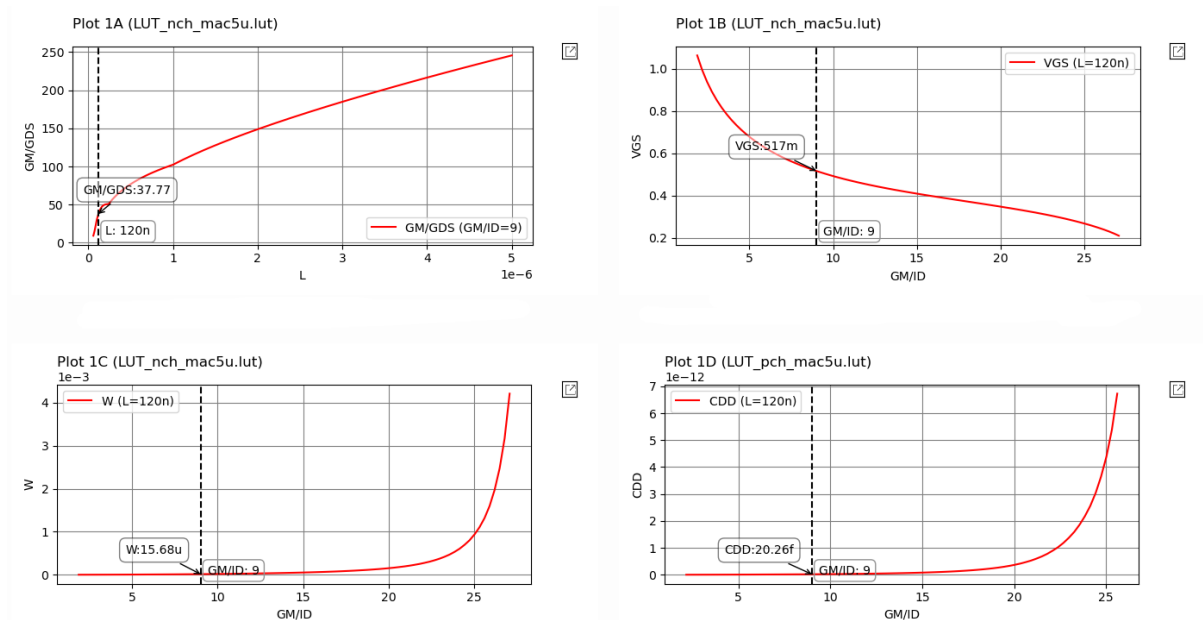 Plot 1A (LUT_nch_mac5u.lut)
250
200
150
100
50
0
GM/GDS
GM/GDS:37.77
L: 120n
GM/GDS (GM/ID=9)
0
1
2
3
4
5
1e-6
L
Plot 1B (LUT_nch_mac5u.lut)
1.0
0.8
0.6
0.4
0.2
VGS
VGS (L=120n)
VGS:517m
GM/ID: 9
5
10
15
20
25
GM/ID
Plot 1C (LUT_nch_mac5u.lut)
1e-3
4
3
2
1
0
W
W (L=120n)
W:15.68u
GM/ID: 9
5
10
15
20
25
GM/ID
Plot 1D (LUT_pch_mac5u.lut)
1e-12
7
6
5
4
3
2
1
0
CDD
CDD (L=120n)
CDD:20.26f
GM/ID: 9
5
10
15
20
25
GM/ID